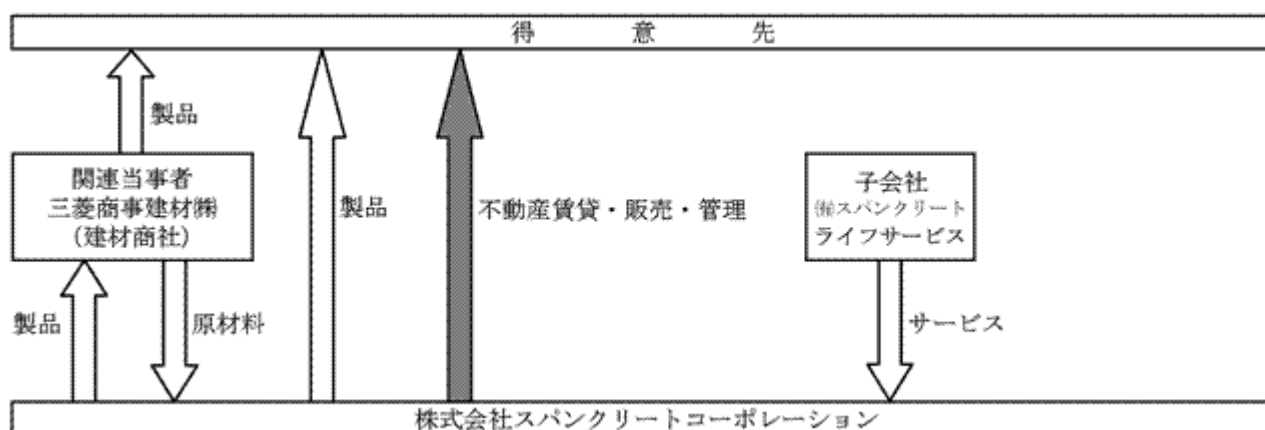 得意先
製品
関連当事者
三菱商事建材㈱
（建材商社）
製品
不動産賃貸・販売・管理
子会社
㈲スパンクリート
ライフサービス
製品
原材料
サービス
株式会社スパンクリートコーポレーション